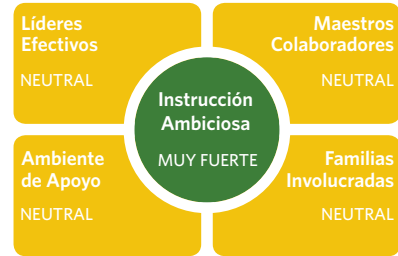 Líderes
Efectivos
NEUTRAL
Maestros
Colaboradores
NEUTRAL
Instrucción
Ambiciosa
MUY FUERTE
Ambiente
de Apoyo
NEUTRAL
Familias
Involucradas
NEUTRAL